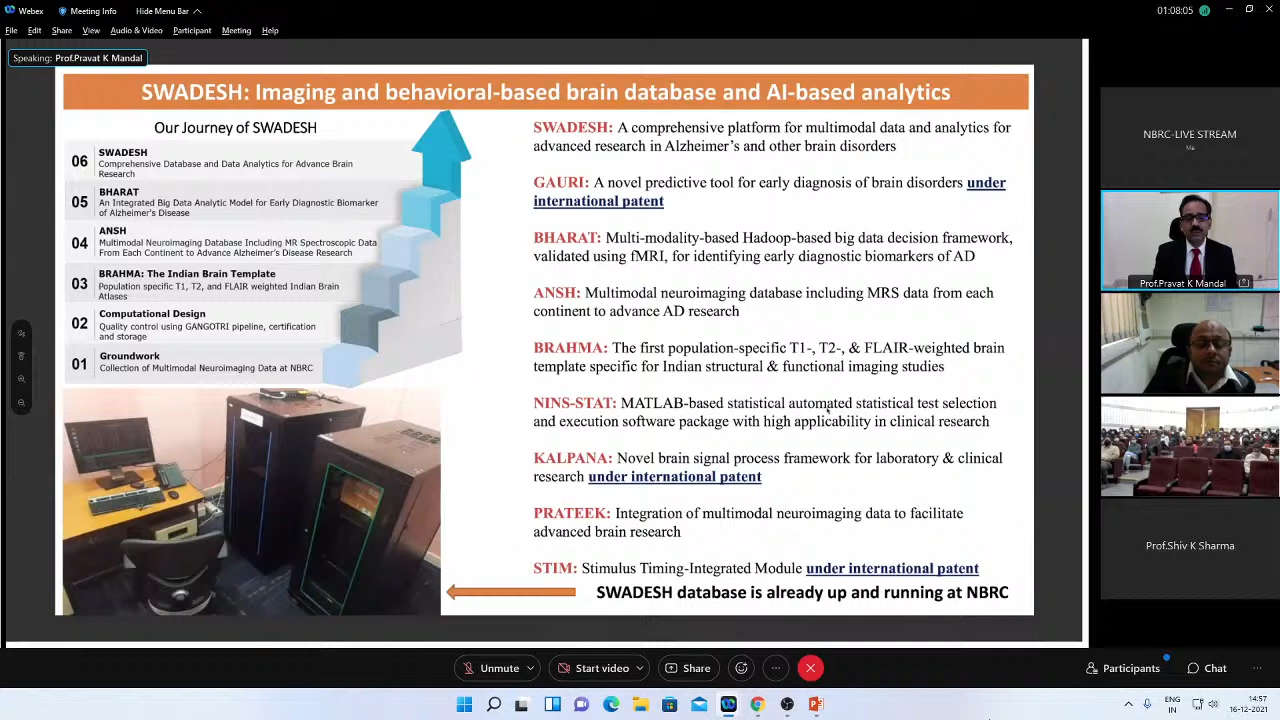 Webex
Meeting Info
Hide Menu Bar
01:08:05
File Edit Share View Audio & Video Participant Meeting Help
Speaking: Prof.Pravat K Mandal
SWADESH: Imaging and behavioral-based brain database and AI-based analytics
Our Journey of SWADESH
06
SWADESH
Comprehensive Database and Data Analytics for Advance Brain
Research
05
BHARAT
An Integrated Big Data Analytic Model for Early Diagnostic Biomarker
of Alzheimer's Disease
04
ANSH
Multimodal Neuroimaging Database Including MR Spectroscopic Data
From Each Continent to Advance Alzheimer's Disease Research
03
BRAHMA: The Indian Brain Template
Population specific T1, T2, and FLAIR weighted Indian Brain
Atlases
02
Computational Design
Quality control using GANGOTRI pipeline, certification
and storage
01
Groundwork
Collection of Multimodal Neuroimaging Data at NBRC
SWADESH: A comprehensive platform for multimodal data and analytics for
advanced research in Alzheimer's and other brain disorders
GAURI: A novel predictive tool for early diagnosis of brain disorders under
international patent
BHARAT: Multi-modality-based Hadoop-based big data decision framework,
validated using fMRI, for identifying early diagnostic biomarkers of AD
ANSH: Multimodal neuroimaging database including MRS data from each
continent to advance AD research
BRAHMA: The first population-specific T1-, T2-, & FLAIR-weighted brain
template specific for Indian structural & functional imaging studies
NINS-STAT: MATLAB-based statistical automated statistical test selection
and execution software package with high applicability in clinical research
KALPANA: Novel brain signal process framework for laboratory & clinical
research under international patent
PRATEEK: Integration of multimodal neuroimaging data to facilitate
advanced brain research
STIM: Stimulus Timing-Integrated Module under international patent
SWADESH database is already up and running at NBRC
NBRC-LIVE STREAM
Me
Prof.Pravat K Mandal
Prof.Shiv K Sharma
Unmute
Start video
Share
Participants
Chat
ENG
IN
14:57
16-12-2021